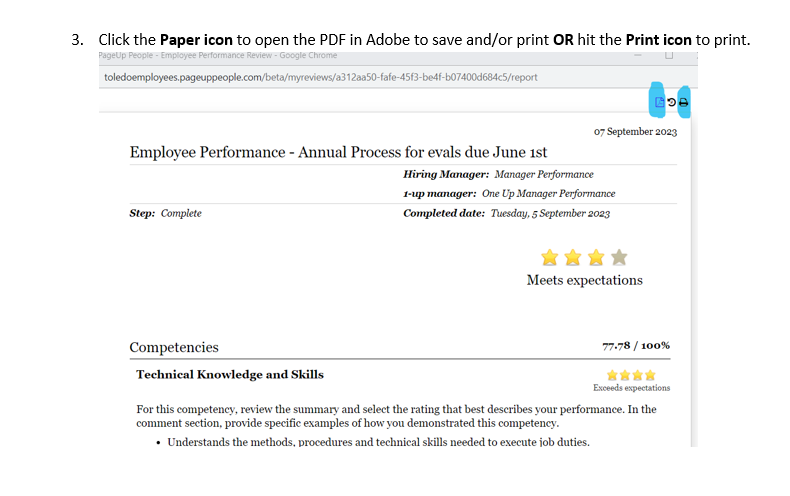 3. Click the Paper icon to open the PDF in Adobe to save and/or print OR hit the Print icon to print.
PageUp People - Employee Performance Review - Google Chrome
toledoemployees.pageuppeople.com/beta/myreviews/a312aa50-fafe-45f3-be4f-b07400d684c5/report
07 September 2023
Employee Performance - Annual Process for evals due June 1st
Hiring Manager: Manager Performance
1-up manager: One Up Manager Performance
Step: Complete Completed date: Tuesday, 5 September 2023
Meets expectations
Competencies 77.78 / 100%
Technical Knowledge and Skills
Exceeds expectations
For this competency, review the summary and select the rating that best describes your performance. In the
comment section, provide specific examples of how you demonstrated this competency.
• Understands the methods, procedures and technical skills needed to execute job duties.